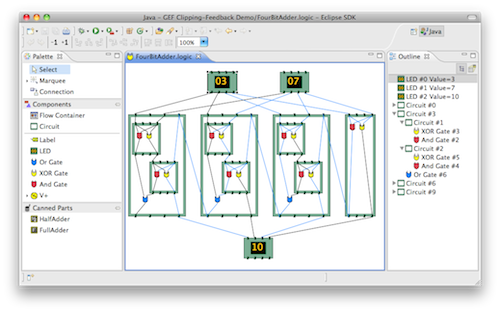 Java – GEF Clipping-Feedback Demo/FourBitAdder.logic – Eclipse SDK
-1 -1
100%
Java
Palette
Select
Marquee
Connection
Components
Flow Container
Circuit
Label
LED
Or Gate
XOR Gate
And Gate
V+
Canned Parts
HalfAdder
FullAdder
FourBitAdder.logic
03
07
10
Outline
LED #0 Value=3
LED #1 Value=7
LED #2 Value=10
Circuit #0
Circuit #3
Circuit #1
XOR Gate #3
And Gate #2
Circuit #2
XOR Gate #5
And Gate #4
Or Gate #6
Circuit #6
Circuit #9